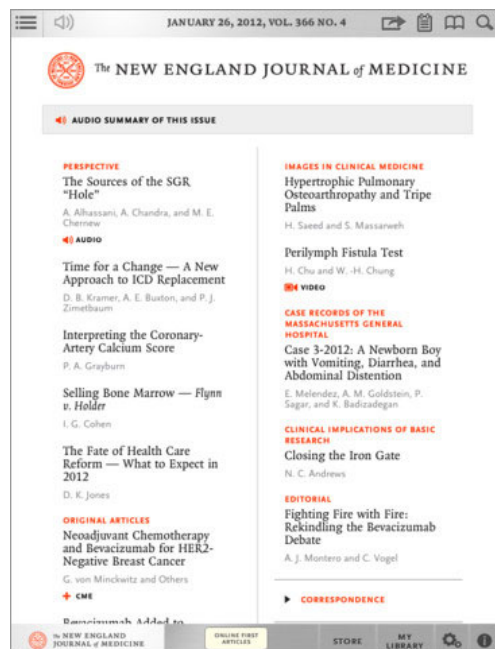 JANUARY 26, 2012, VOL. 366 NO. 4
The NEW ENGLAND JOURNAL of MEDICINE
AUDIO SUMMARY OF THIS ISSUE
PERSPECTIVE
The Sources of the SGR
“Hole”
A. Alhassani, A. Chandra, and M. E.
Chernew
AUDIO
Time for a Change — A New
Approach to ICD Replacement
D. B. Kramer, A. E. Buxton, and P. J.
Zimetbaum
Interpreting the Coronary-
Artery Calcium Score
P. A. Grayburn
Selling Bone Marrow — Flynn
v. Holder
I. G. Cohen
The Fate of Health Care
Reform — What to Expect in
2012
D. K. Jones
ORIGINAL ARTICLES
Neoadjuvant Chemotherapy
and Bevacizumab for HER2-
Negative Breast Cancer
G. von Minckwitz and Others
+ CME
Bevacizumab Added to
IMAGES IN CLINICAL MEDICINE
Hypertrophic Pulmonary
Osteoarthropathy and Tripe
Palms
H. Saeed and S. Massarweh
Perilymph Fistula Test
H. Chu and W. -H. Chung
VIDEO
CASE RECORDS OF THE
MASSACHUSETTS GENERAL
HOSPITAL
Case 3-2012: A Newborn Boy
with Vomiting, Diarrhea, and
Abdominal Distention
E. Melendez, A. M. Goldstein, P.
Sagar, and K. Badizadegan
CLINICAL IMPLICATIONS OF BASIC
RESEARCH
Closing the Iron Gate
N. C. Andrews
EDITORIAL
Fighting Fire with Fire:
Rekindling the Bevacizumab
Debate
A. J. Montero and C. Vogel
CORRESPONDENCE
The NEW ENGLAND
JOURNAL of MEDICINE
ONLINE FIRST
ARTICLES
STORE
MY
LIBRARY